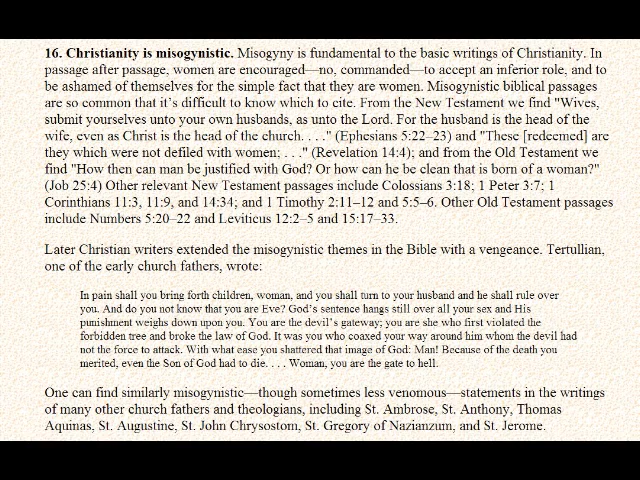 16. Christianity is misogynistic. Misogyny is fundamental to the basic writings of Christianity. In
passage after passage, women are encouraged—no, commanded—to accept an inferior role, and to
be ashamed of themselves for the simple fact that they are women. Misogynistic biblical passages
are so common that it's difficult to know which to cite. From the New Testament we find "Wives,
submit yourselves unto your own husbands, as unto the Lord. For the husband is the head of the
wife, even as Christ is the head of the church. . . ." (Ephesians 5:22–23) and "These [redeemed] are
they which were not defiled with women; . . ." (Revelation 14:4); and from the Old Testament we
find "How then can man be justified with God? Or how can he be clean that is born of a woman?"
(Job 25:4) Other relevant New Testament passages include Colossians 3:18; 1 Peter 3:7; 1
Corinthians 11:3, 11:9, and 14:34; and 1 Timothy 2:11–12 and 5:5–6. Other Old Testament passages
include Numbers 5:20–22 and Leviticus 12:2–5 and 15:17–33.
Later Christian writers extended the misogynistic themes in the Bible with a vengeance. Tertullian,
one of the early church fathers, wrote:
In pain shall you bring forth children, woman, and you shall turn to your husband and he shall rule over
you. And do you not know that you are Eve? God's sentence hangs still over all your sex and His
punishment weighs down upon you. You are the devil's gateway; you are she who first violated the
forbidden tree and broke the law of God. It was you who coaxed your way around him whom the devil had
not the force to attack. With what ease you shattered that image of God: Man! Because of the death you
merited, even the Son of God had to die. . . . Woman, you are the gate to hell.
One can find similarly misogynistic—though sometimes less venomous—statements in the writings
of many other church fathers and theologians, including St. Ambrose, St. Anthony, Thomas
Aquinas, St. Augustine, St. John Chrysostom, St. Gregory of Nazianzum, and St. Jerome.